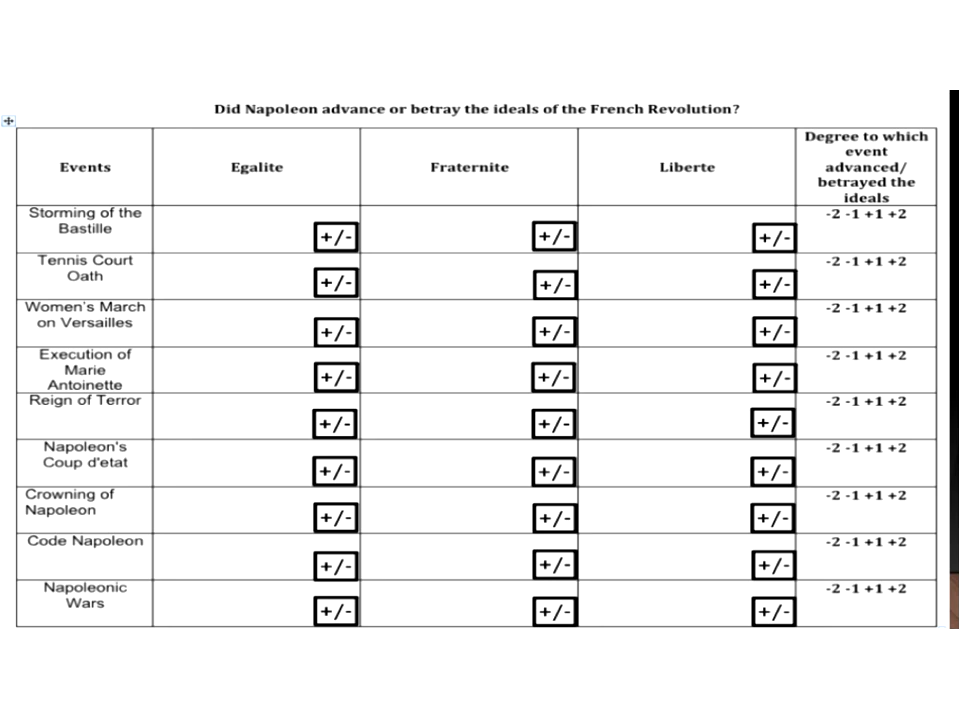 Did Napoleon advance or betray the ideals of the French Revolution?
Events Egalite Fraternite Liberte Degree to which
event
advanced/
betrayed the
ideals
Storming of the
Bastille +/- +/- +/- -2 -1 +1 +2
Tennis Court
Oath +/- +/- +/- -2 -1 +1 +2
Women's March
on Versailles +/- +/- +/- -2 -1 +1 +2
Execution of
Marie
Antoinette +/- +/- +/- -2 -1 +1 +2
Reign of Terror +/- +/- +/- -2 -1 +1 +2
Napoleon's
Coup d'etat +/- +/- +/- -2 -1 +1 +2
Crowning of
Napoleon +/- +/- +/- -2 -1 +1 +2
Code Napoleon +/- +/- +/- -2 -1 +1 +2
Napoleonic
Wars +/- +/- +/- -2 -1 +1 +2